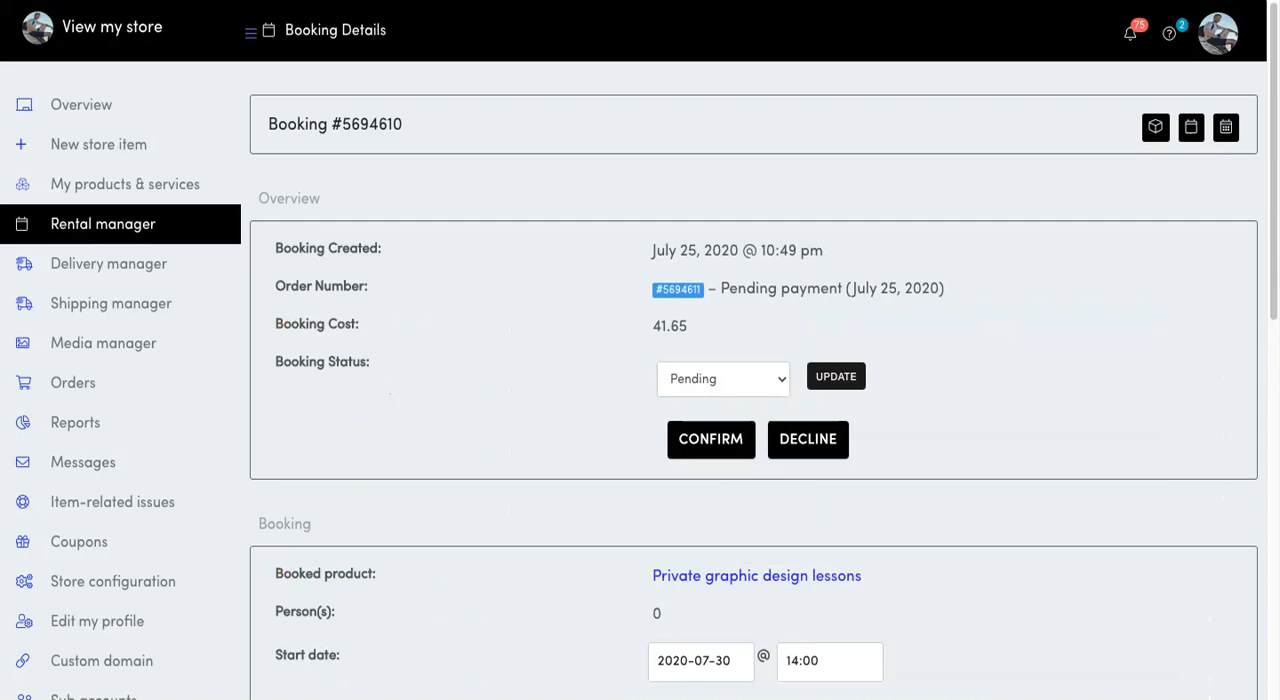 View my store
Booking Details
75
2
Overview
New store item
My products & services
Rental manager
Delivery manager
Shipping manager
Media manager
Orders
Reports
Messages
Item-related issues
Coupons
Store configuration
Edit my profile
Custom domain
Sub accounts
Booking #5694610
Overview
Booking Created: July 25, 2020 @ 10:49 pm
Order Number: #5694611 – Pending payment (July 25, 2020)
Booking Cost: 41.65
Booking Status: Pending UPDATE
CONFIRM DECLINE
Booking
Booked product: Private graphic design lessons
Person(s): 0
Start date: 2020-07-30 @ 14:00